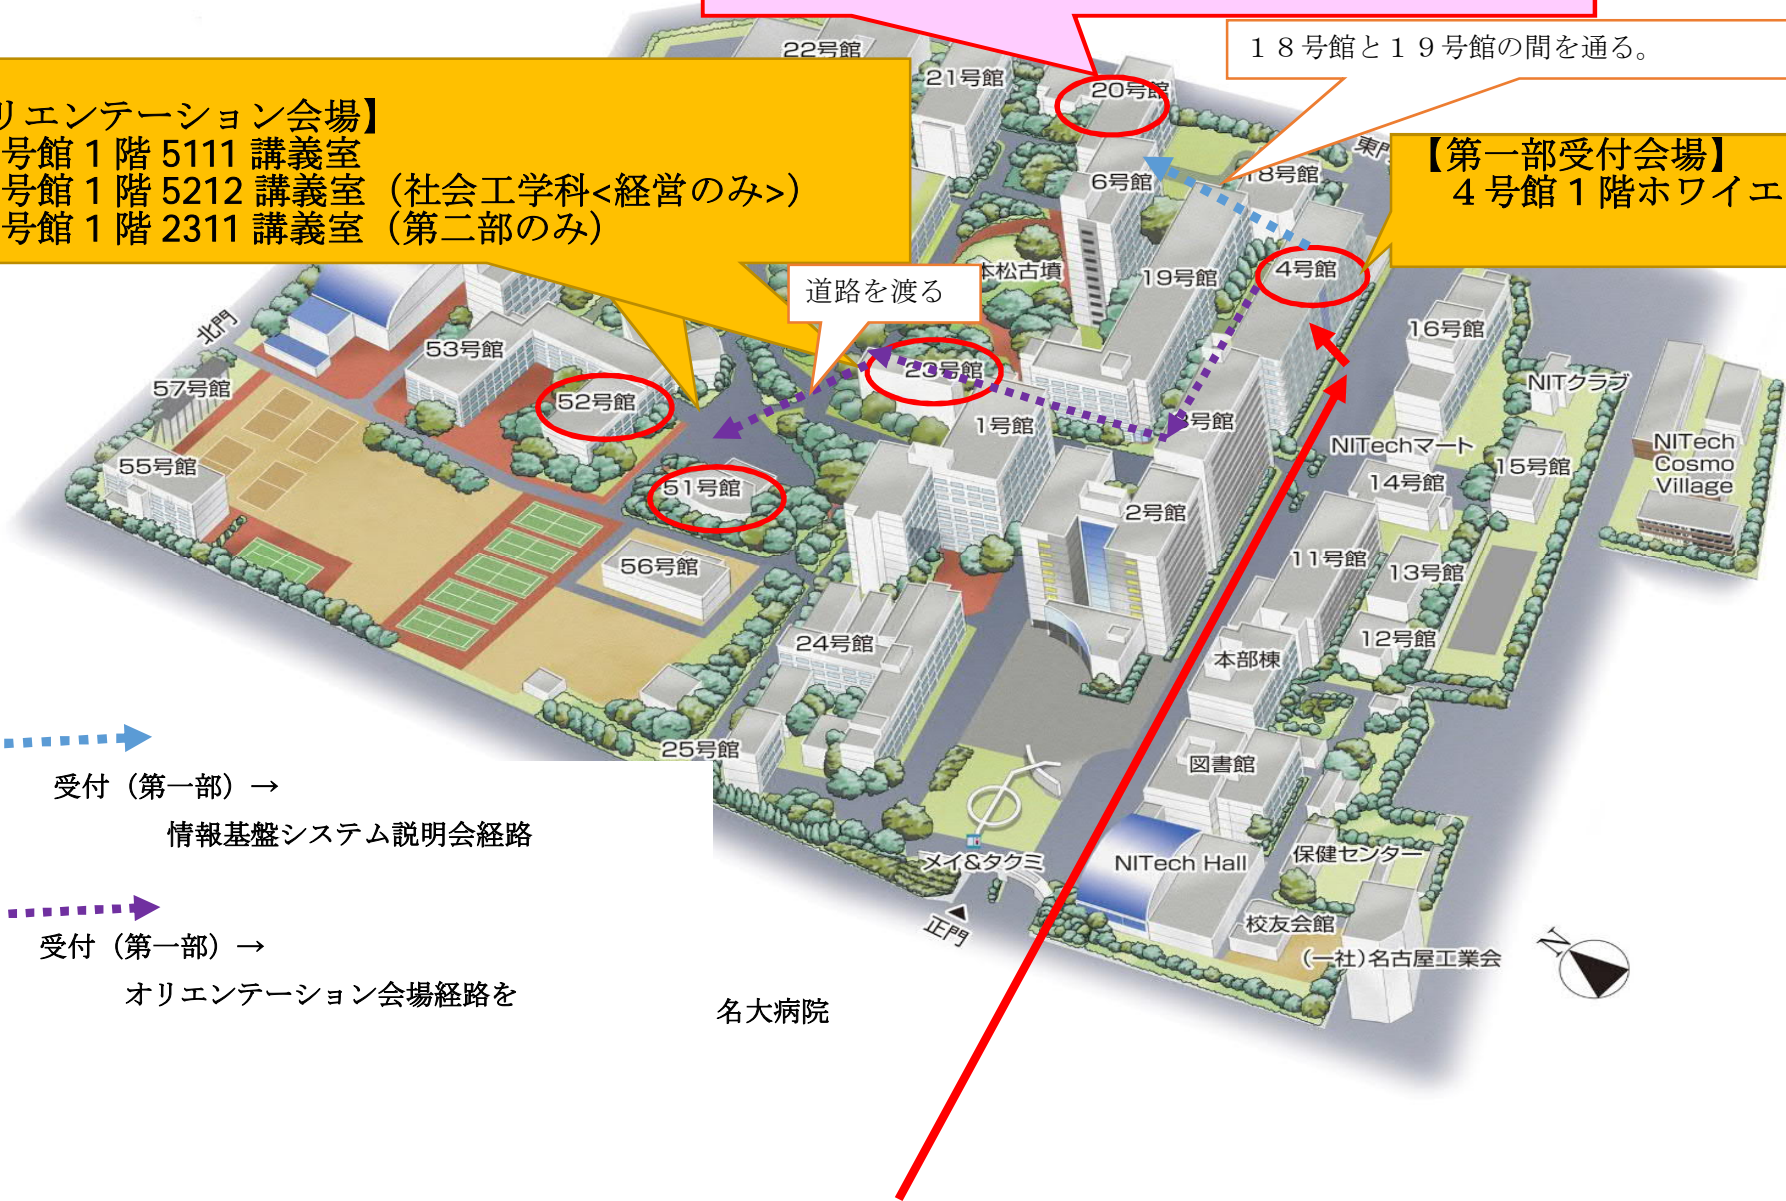 22号館
21号館
20号館
１８号館と１９号館の間を通る。
リエンテーション会場】
号館 1 階 5111 講義室
号館 1 階 5212 講義室（社会工学科<経営のみ>）
号館 1 階 2311 講義室（第二部のみ）
東門
【第一部受付会場】
４号館 1 階ホワイエ
6号館
18号館
本松古墳
19号館
4号館
道路を渡る
北門
53号館
16号館
57号館
23号館
52号館
NITクラブ
1号館
号館
NITechマート
NITech
Cosmo
Village
55号館
15号館
51号館
14号館
2号館
56号館
11号館
13号館
24号館
12号館
本部棟
25号館
図書館
受付（第一部）→
情報基盤システム説明会経路
メイ&タクミ
NITech Hall
保健センター
正門
校友会館
受付（第一部）→
オリエンテーション会場経路を
(一社)名古屋工業会
N
名大病院